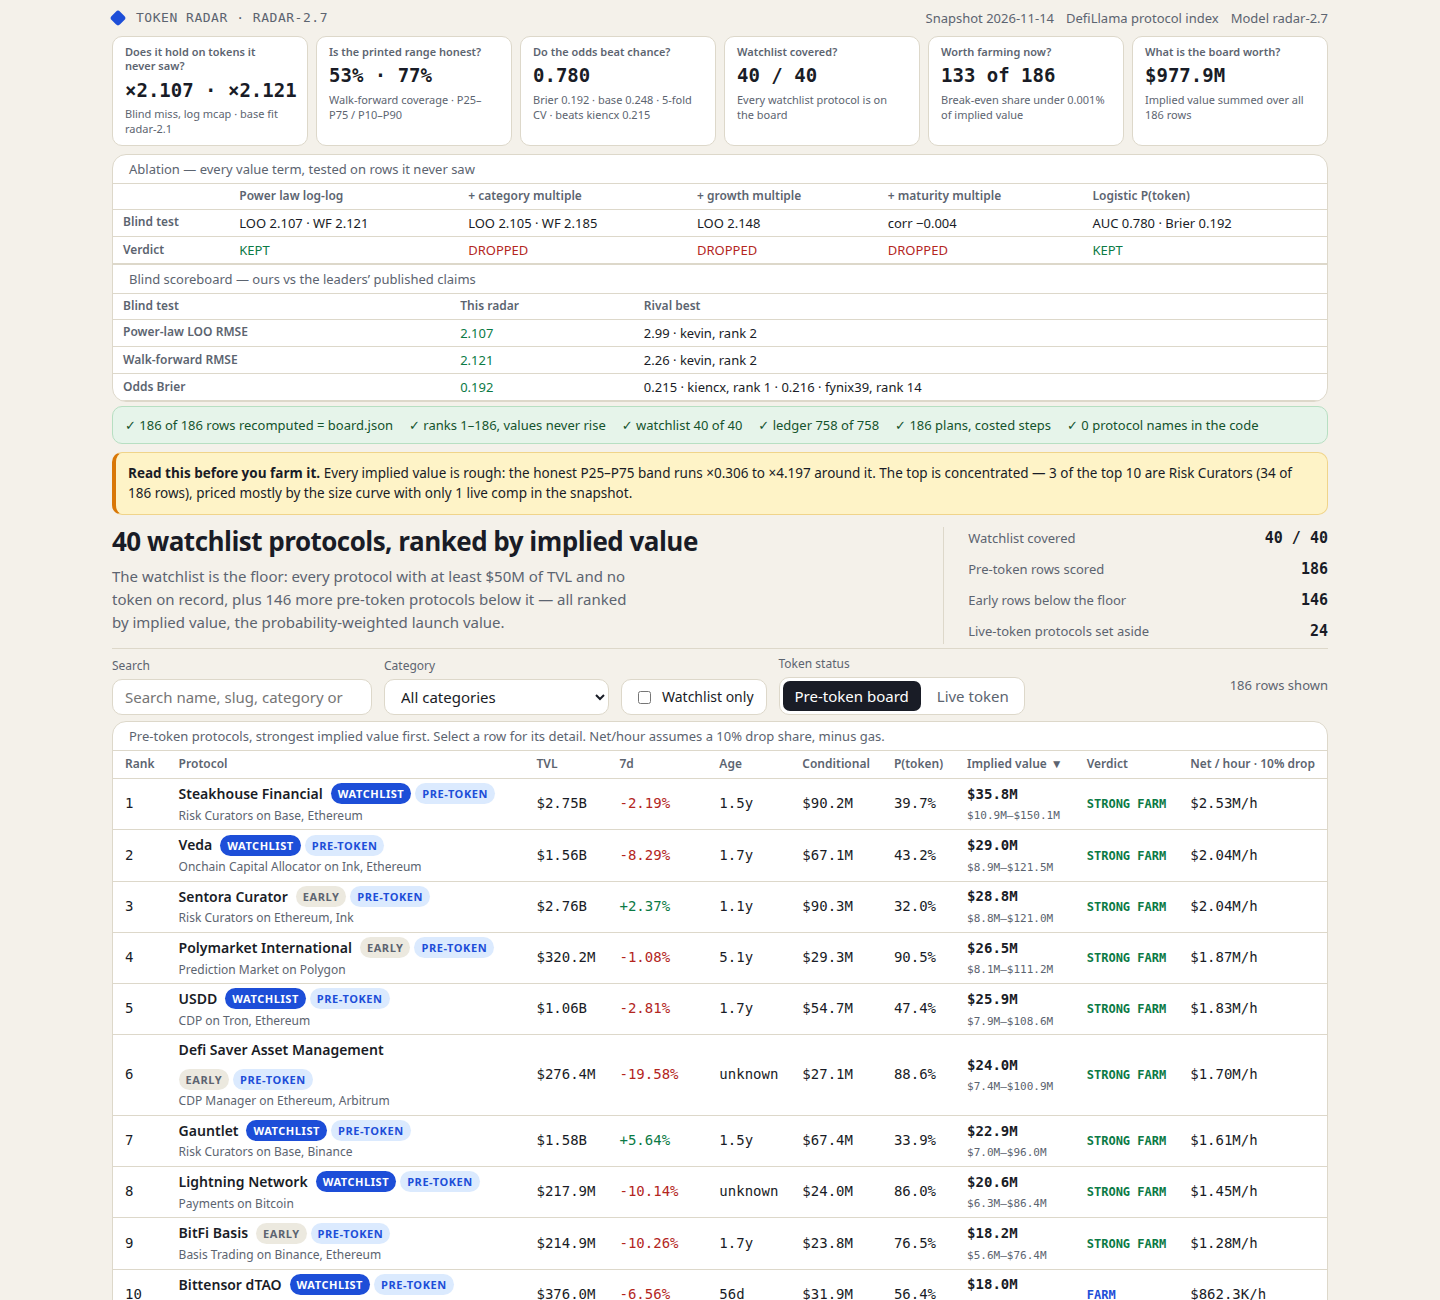 TOKEN RADAR · RADAR-2.7
Snapshot 2026-11-14 DefiLlama protocol index Model radar-2.7
Does it hold on tokens it
never saw?
×2.107 · ×2.121
Blind miss, log mcap · base fit
radar-2.1
Is the printed range honest?
53% · 77%
Walk-forward coverage · P25–
P75 / P10–P90
Do the odds beat chance?
0.780
Brier 0.192 · base 0.248 · 5-fold
CV · beats kiencx 0.215
Watchlist covered?
40 / 40
Every watchlist protocol is on
the board
Worth farming now?
133 of 186
Break-even share under 0.001%
of implied value
What is the board worth?
$977.9M
Implied value summed over all
186 rows
Ablation — every value term, tested on rows it never saw
Power law log-log + category multiple + growth multiple + maturity multiple Logistic P(token)
Blind test LOO 2.107 · WF 2.121 LOO 2.105 · WF 2.185 LOO 2.148 corr −0.004 AUC 0.780 · Brier 0.192
Verdict KEPT DROPPED DROPPED DROPPED KEPT
Blind scoreboard — ours vs the leaders’ published claims
Blind test This radar Rival best
Power-law LOO RMSE 2.107 2.99 · kevin, rank 2
Walk-forward RMSE 2.121 2.26 · kevin, rank 2
Odds Brier 0.192 0.215 · kiencx, rank 1 · 0.216 · fynix39, rank 14
✓ 186 of 186 rows recomputed = board.json ✓ ranks 1–186, values never rise ✓ watchlist 40 of 40 ✓ ledger 758 of 758 ✓ 186 plans, costed steps ✓ 0 protocol names in the code
Read this before you farm it. Every implied value is rough: the honest P25–P75 band runs ×0.306 to ×4.197 around it. The top is concentrated — 3 of the top 10 are Risk Curators (34 of
186 rows), priced mostly by the size curve with only 1 live comp in the snapshot.
40 watchlist protocols, ranked by implied value
The watchlist is the floor: every protocol with at least $50M of TVL and no
token on record, plus 146 more pre-token protocols below it — all ranked
by implied value, the probability-weighted launch value.
Watchlist covered 40 / 40
Pre-token rows scored 186
Early rows below the floor 146
Live-token protocols set aside 24
Search
Search name, slug, category or
Category
All categories
Watchlist only
Token status
Pre-token board Live token
186 rows shown
Pre-token protocols, strongest implied value first. Select a row for its detail. Net/hour assumes a 10% drop share, minus gas.
Rank Protocol TVL 7d Age Conditional P(token) Implied value ▼ Verdict Net / hour · 10% drop
1 Steakhouse Financial WATCHLIST PRE-TOKEN $2.75B -2.19% 1.5y $90.2M 39.7% $35.8M STRONG FARM $2.53M/h
Risk Curators on Base, Ethereum $10.9M–$150.1M
2 Veda WATCHLIST PRE-TOKEN $1.56B -8.29% 1.7y $67.1M 43.2% $29.0M STRONG FARM $2.04M/h
Onchain Capital Allocator on Ink, Ethereum $8.9M–$121.5M
3 Sentora Curator EARLY PRE-TOKEN $2.76B +2.37% 1.1y $90.3M 32.0% $28.8M STRONG FARM $2.04M/h
Risk Curators on Ethereum, Ink $8.8M–$121.0M
4 Polymarket International EARLY PRE-TOKEN $320.2M -1.08% 5.1y $29.3M 90.5% $26.5M STRONG FARM $1.87M/h
Prediction Market on Polygon $8.1M–$111.2M
5 USDD WATCHLIST PRE-TOKEN $1.06B -2.81% 1.7y $54.7M 47.4% $25.9M STRONG FARM $1.83M/h
CDP on Tron, Ethereum $7.9M–$108.6M
6 Defi Saver Asset Management $276.4M -19.58% unknown $27.1M 88.6% $24.0M STRONG FARM $1.70M/h
EARLY PRE-TOKEN $7.4M–$100.9M
CDP Manager on Ethereum, Arbitrum
7 Gauntlet WATCHLIST PRE-TOKEN $1.58B +5.64% 1.5y $67.4M 33.9% $22.9M STRONG FARM $1.61M/h
Risk Curators on Base, Binance $7.0M–$96.0M
8 Lightning Network WATCHLIST PRE-TOKEN $217.9M -10.14% unknown $24.0M 86.0% $20.6M STRONG FARM $1.45M/h
Payments on Bitcoin $6.3M–$86.4M
9 BitFi Basis EARLY PRE-TOKEN $214.9M -10.26% 1.7y $23.8M 76.5% $18.2M STRONG FARM $1.28M/h
Basis Trading on Binance, Ethereum $5.6M–$76.4M
10 Bittensor dTAO WATCHLIST PRE-TOKEN $376.0M -6.56% 56d $31.9M 56.4% $18.0M FARM $862.3K/h